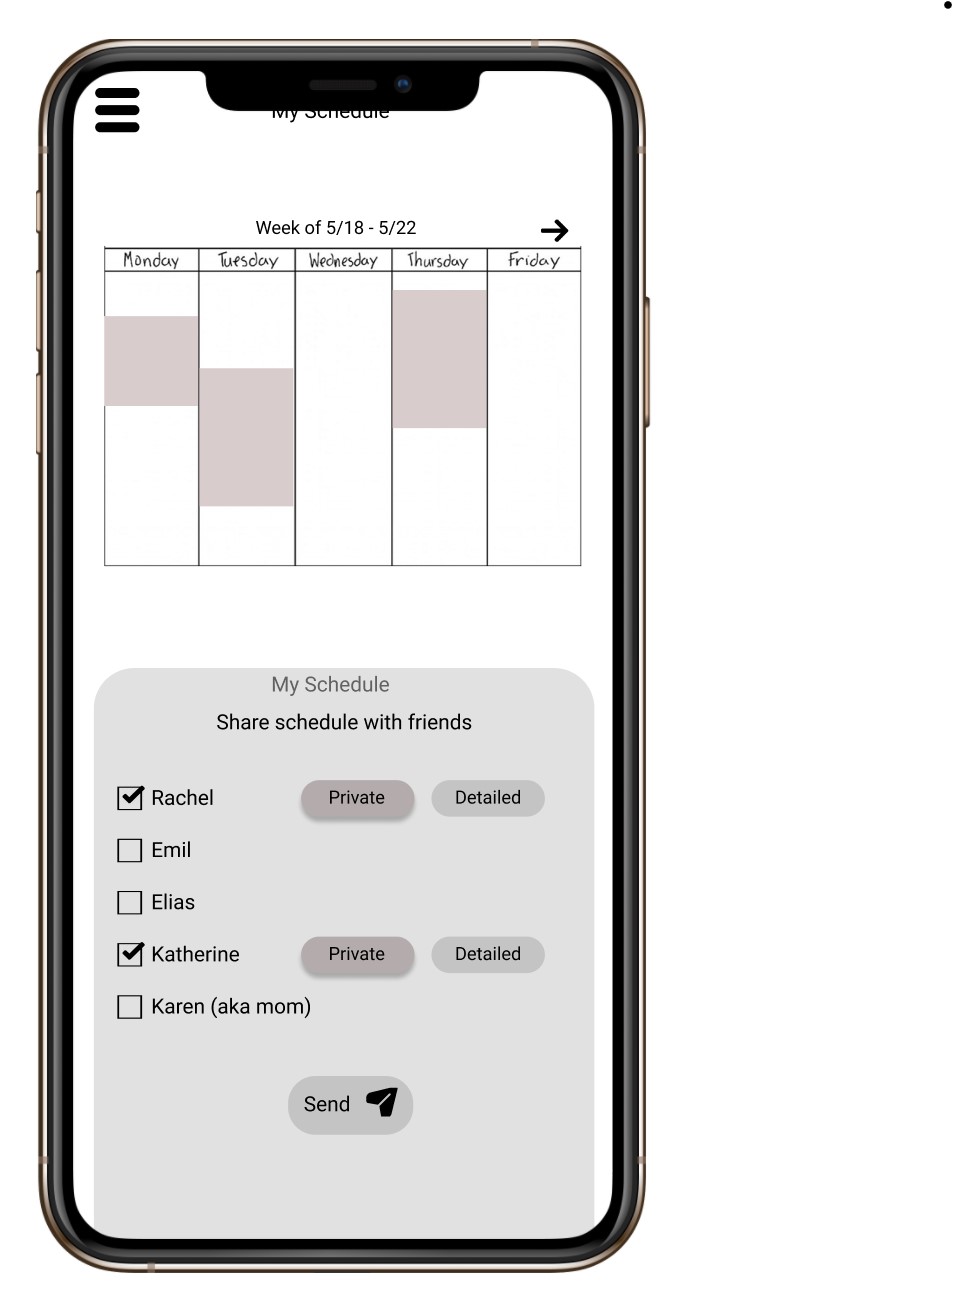 My Schedule
Week of 5/18 - 5/22
Monday Tuesday Wednesday Thursday Friday
My Schedule
Share schedule with friends
Rachel Private Detailed
Emil
Elias
Katherine Private Detailed
Karen (aka mom)
Send